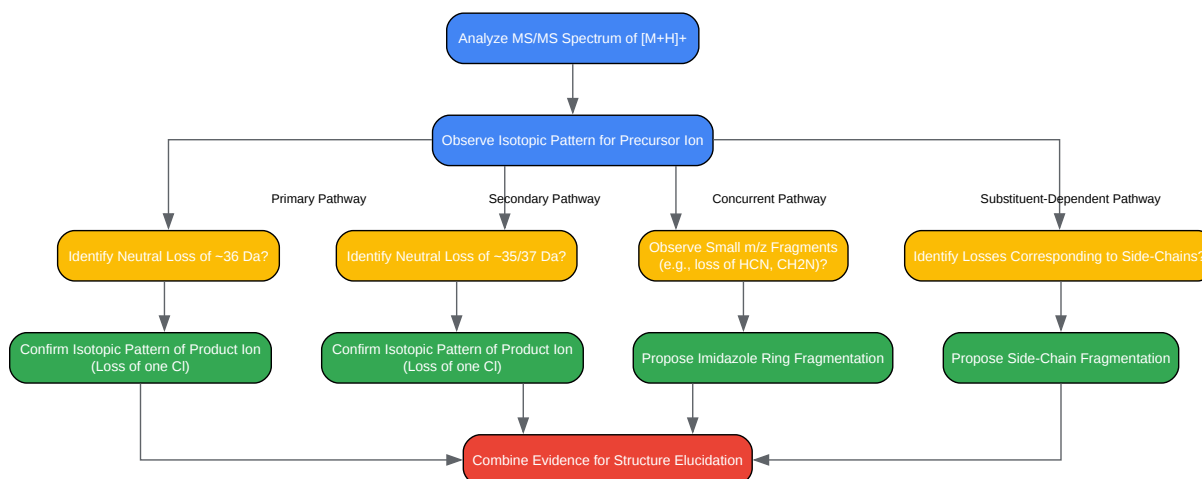 Analyze MS/MS Spectrum of [M+H]+
Observe Isotopic Pattern for Precursor Ion
Primary Pathway
Secondary Pathway
Concurrent Pathway
Substituent-Dependent Pathway
Identify Neutral Loss of ~36 Da?
Identify Neutral Loss of ~35/37 Da?
Observe Small m/z Fragments
(e.g., loss of HCN, CH2N)?
Identify Losses Corresponding to Side-Chains?
Confirm Isotopic Pattern of Product Ion
(Loss of one Cl)
Confirm Isotopic Pattern of Product Ion
(Loss of one Cl)
Propose Imidazole Ring Fragmentation
Propose Side-Chain Fragmentation
Combine Evidence for Structure Elucidation